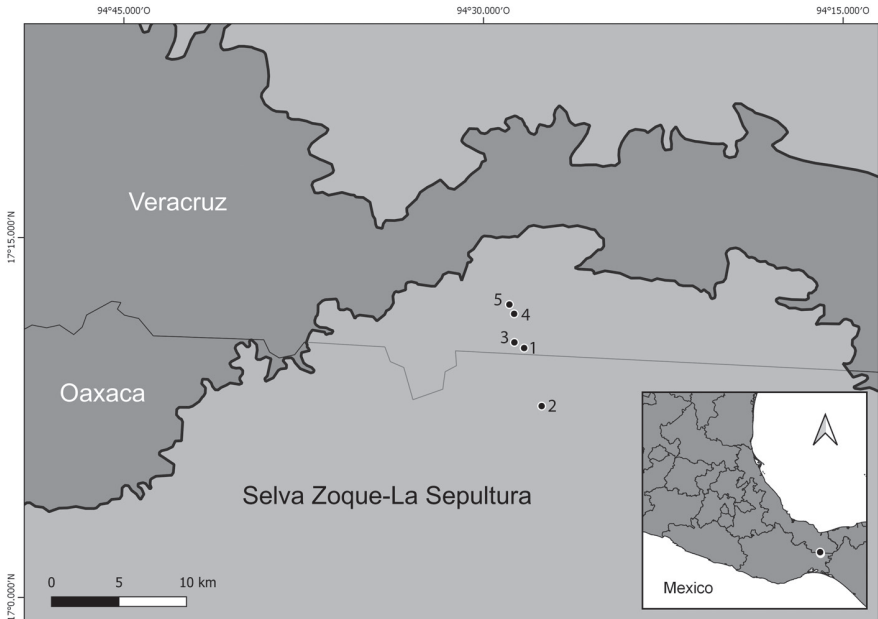 94°45.000'O 94°30.000'O 94°15.000'O
17°15.000'N
Veracruz
5
4
3
1
Oaxaca
2
Selva Zoque-La Sepultura
0 5 10 km
17°0.000'N
Mexico